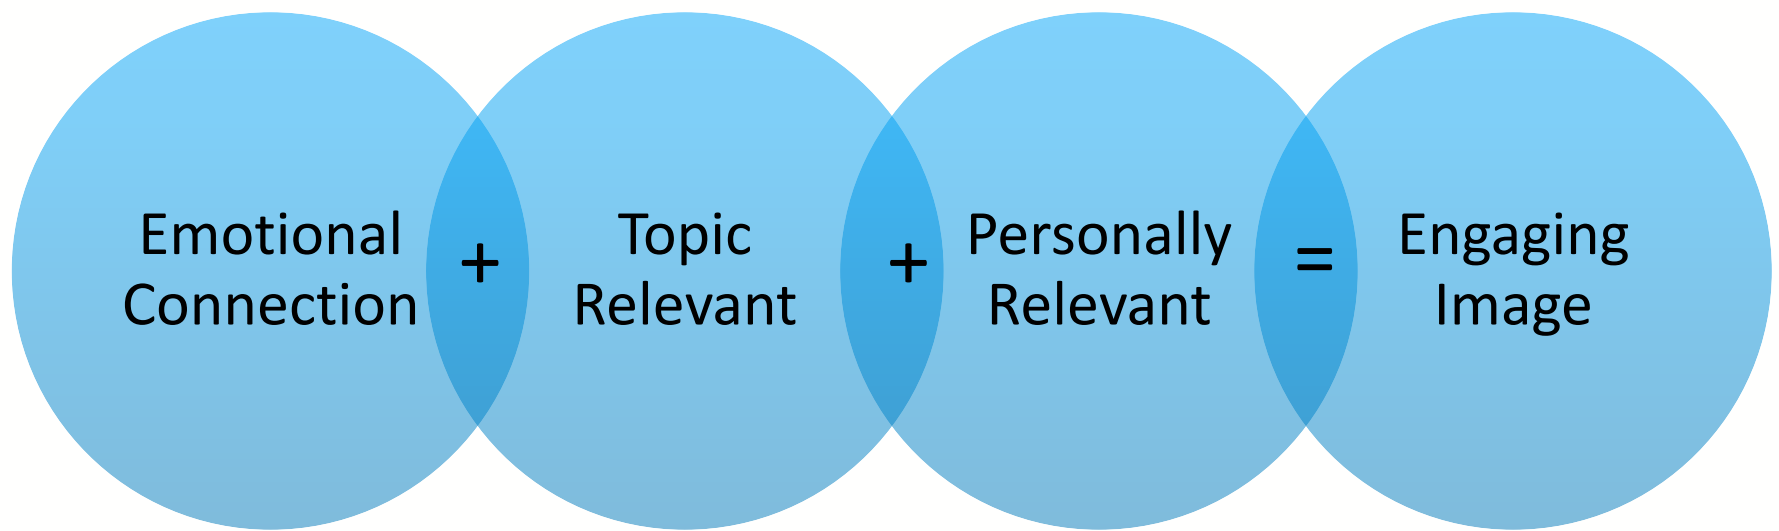 Emotional
Connection
+
Topic
Relevant
+
Personally
Relevant
=
Engaging
Image